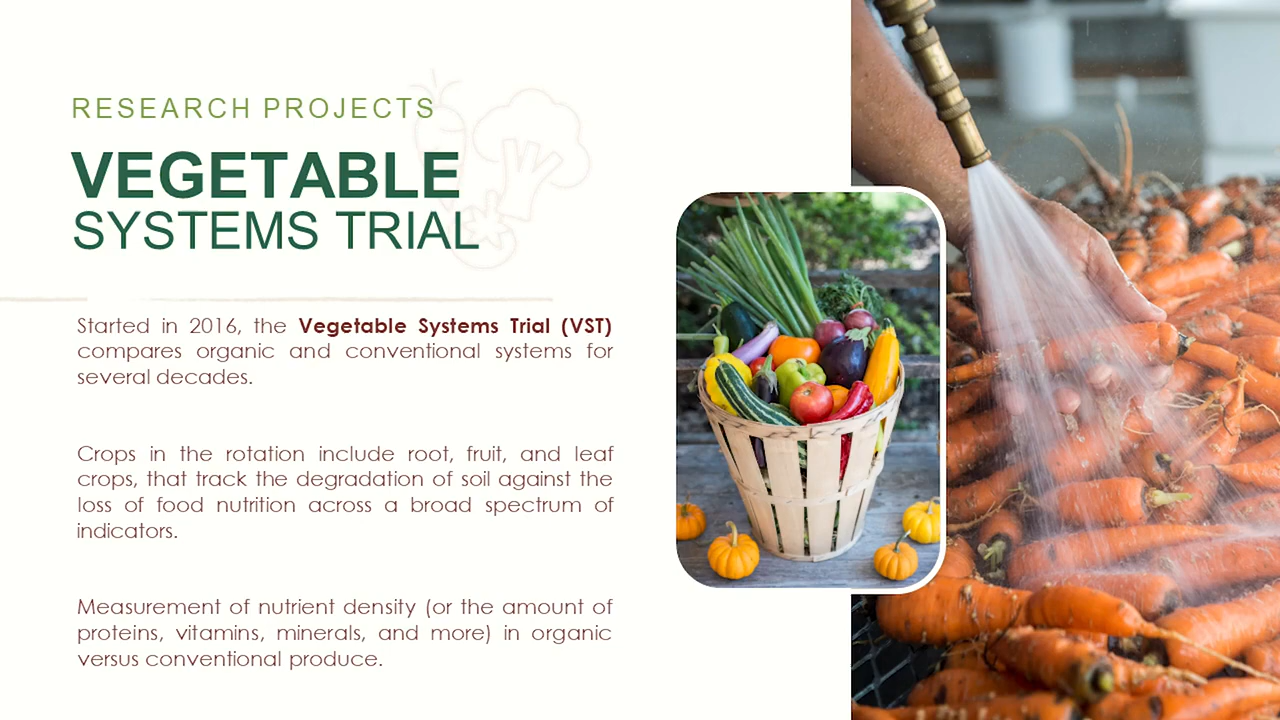 RESEARCH PROJECTS
VEGETABLE
SYSTEMS TRIAL
Started in 2016, the Vegetable Systems Trial (VST)
compares organic and conventional systems for
several decades.
Crops in the rotation include root, fruit, and leaf
crops, that track the degradation of soil against the
loss of food nutrition across a broad spectrum of
indicators.
Measurement of nutrient density (or the amount of
proteins, vitamins, minerals, and more) in organic
versus conventional produce.